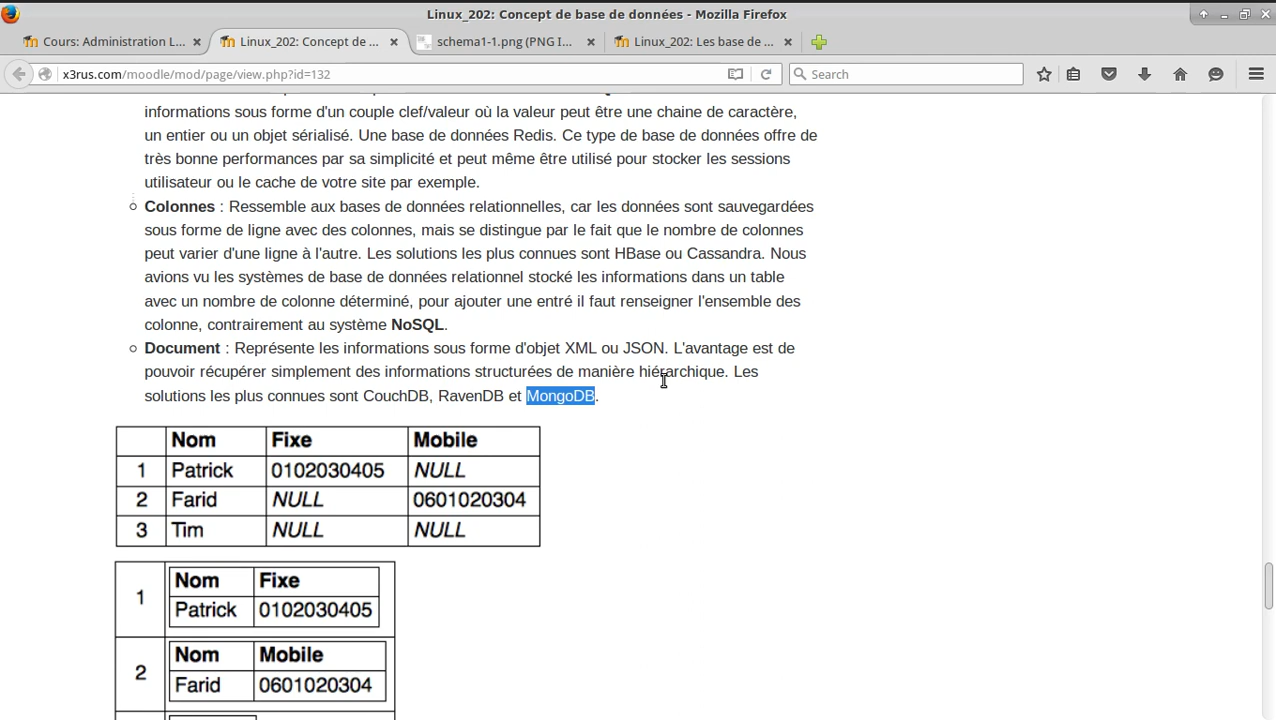 Linux_202: Concept de base de données - Mozilla Firefox
Cours: Administration L... Linux_202: Concept de ... schema1-1.png (PNG I... Linux_202: Les base de ...
x3rus.com/moodle/mod/page/view.php?id=132 Search
informations sous forme d'un couple clef/valeur où la valeur peut être une chaine de caractère,
un entier ou un objet sérialisé. Une base de données Redis. Ce type de base de données offre de
très bonne performances par sa simplicité et peut même être utilisé pour stocker les sessions
utilisateur ou le cache de votre site par exemple.
Colonnes : Ressemble aux bases de données relationnelles, car les données sont sauvegardées
sous forme de ligne avec des colonnes, mais se distingue par le fait que le nombre de colonnes
peut varier d'une ligne à l'autre. Les solutions les plus connues sont HBase ou Cassandra. Nous
avions vu les systèmes de base de données relationnel stocké les informations dans un table
avec un nombre de colonne déterminé, pour ajouter une entré il faut renseigner l'ensemble des
colonne, contrairement au système NoSQL.
Document : Représente les informations sous forme d'objet XML ou JSON. L'avantage est de
pouvoir récupérer simplement des informations structurées de manière hiérarchique. Les
solutions les plus connues sont CouchDB, RavenDB et MongoDB.
Nom Fixe Mobile
1 Patrick 0102030405 NULL
2 Farid NULL 0601020304
3 Tim NULL NULL
1
Nom Fixe
Patrick 0102030405
2
Nom Mobile
Farid 0601020304